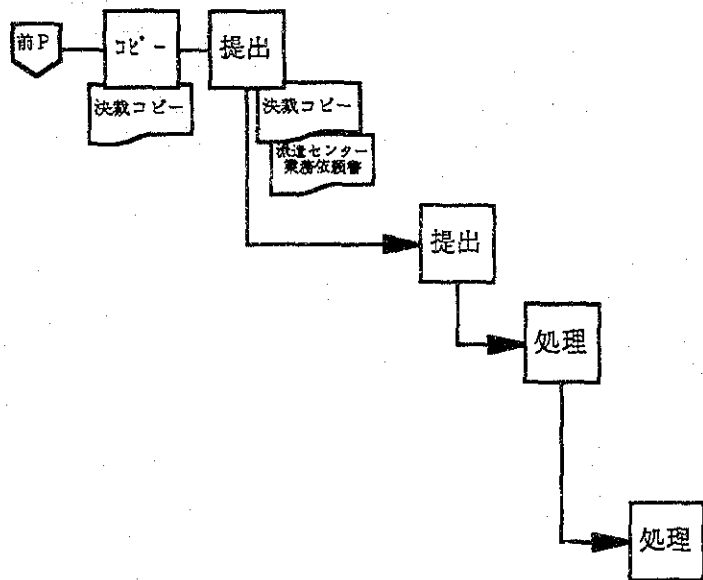 前P
コピー
提出
決裁コピー
決裁コピー
派遣センター
業務依頼書
提出
処理
処理